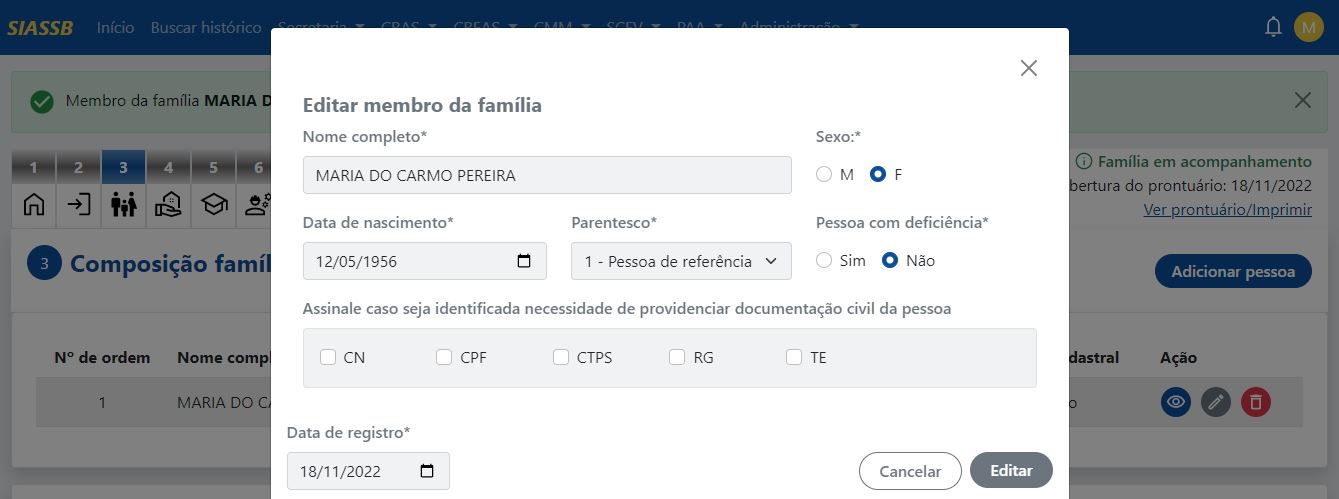 SIASSB Início Buscar histórico Secretaria CRAS CREAS CMM SCFV PAA Administração M
Membro da família MARIA D
1 2 3 4 5 6
Família em acompanhamento
bertura do prontuário: 18/11/2022
Ver prontuário/Imprimir
3 Composição famíl
Adicionar pessoa
Nº de ordem Nome compl dastral Ação
1 MARIA DO CA o
Editar membro da família
Nome completo* Sexo:*
MARIA DO CARMO PEREIRA M F
Data de nascimento* Parentesco* Pessoa com deficiência*
12/05/1956 1 - Pessoa de referência Sim Não
Assinale caso seja identificada necessidade de providenciar documentação civil da pessoa
CN CPF CTPS RG TE
Data de registro*
18/11/2022 Cancelar Editar